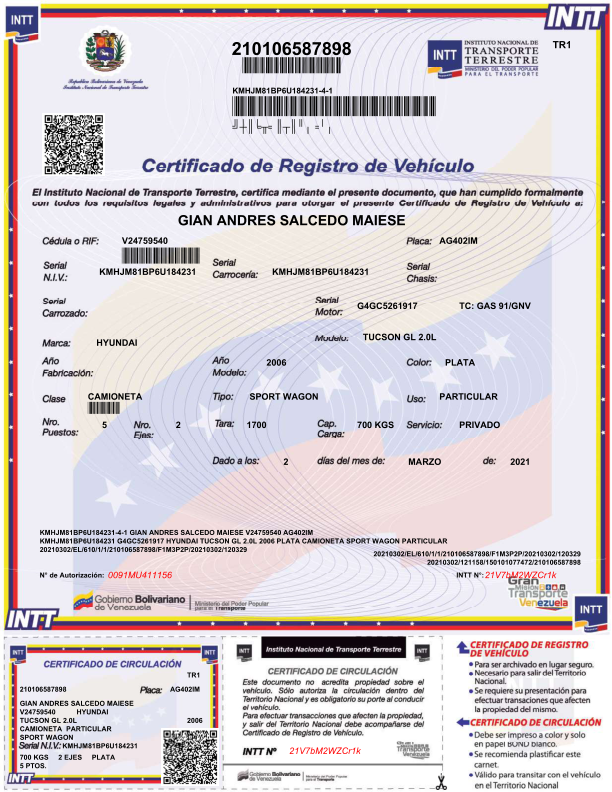 INTT
INTT
210106587898
INTT
INSTITUTO NACIONAL DE
TRANSPORTE
TERRESTRE
MINISTERIO DEL PODER POPULAR
PARA EL TRANSPORTE
TR1
República Bolivariana de Venezuela
Instituto Nacional de Transporte Terrestre
KMHJM81BP6U184231-4-1
Certificado de Registro de Vehículo
El Instituto Nacional de Transporte Terrestre, certifica mediante el presente documento, que han cumplido formalmente
con todos los requisitos legales y administrativos para otorgar el presente Certificado de Registro de Vehículo a:
GIAN ANDRES SALCEDO MAIESE
Cédula o RIF: V24759540 Placa: AG402IM
Serial N.I.V.: KMHJM81BP6U184231 Serial Carrocería: KMHJM81BP6U184231 Serial Chasis:
Serial Carrozado: Serial Motor: G4GC5261917 TC: GAS 91/GNV
Marca: HYUNDAI Modelo: TUCSON GL 2.0L
Año Fabricación: Año Modelo: 2006 Color: PLATA
Clase CAMIONETA Tipo: SPORT WAGON Uso: PARTICULAR
Nro. Puestos: 5 Nro. Ejes: 2 Tara: 1700 Cap. Carga: 700 KGS Servicio: PRIVADO
Dado a los: 2 días del mes de: MARZO de: 2021
KMHJM81BP6U184231-4-1 GIAN ANDRES SALCEDO MAIESE V24759540 AG402IM
KMHJM81BP6U184231 G4GC5261917 HYUNDAI TUCSON GL 2.0L 2006 PLATA CAMIONETA SPORT WAGON PARTICULAR
20210302/EL/610/1/1/210106587898/F1M3P2P/20210302/120329
20210302/EL/610/1/1/210106587898/F1M3P2P/20210302/120329
20210302/121158/150101077472/210106587898
N° de Autorización: 0091MU411156
INTT N°: 21V7bM2WZCr1k
Gobierno Bolivariano
de Venezuela
Ministerio del Poder Popular
para el Transporte
Gran
Misión
Transporte
Venezuela
INTT
INTT
INTT
INTT
CERTIFICADO DE CIRCULACIÓN
TR1
210106587898 Placa: AG402IM
GIAN ANDRES SALCEDO MAIESE
V24759540 HYUNDAI
TUCSON GL 2.0L 2006
CAMIONETA PARTICULAR
SPORT WAGON
Serial N.I.V.: KMHJM81BP6U184231
700 KGS 2 EJES PLATA
5 PTOS.
INTT
INTT
Instituto Nacional de Transporte Terrestre
INTT
CERTIFICADO DE CIRCULACIÓN
Este documento no acredita propiedad sobre el
vehículo. Sólo autoriza la circulación dentro del
Territorio Nacional y es obligatorio su porte al conducir
el vehículo.
Para efectuar transacciones que afecten la propiedad,
y salir del Territorio Nacional debe acompañarse del
Certificado de Registro de Vehículo.
INTT Nº 21V7bM2WZCr1k
Gobierno Bolivariano
de Venezuela
Ministerio del Poder Popular
para el Transporte
Transporte
Venezuela
CERTIFICADO DE REGISTRO
DE VEHÍCULO
Para ser archivado en lugar seguro.
Necesario para salir del Territorio
Nacional.
Se requiere su presentación para
efectuar transacciones que afecten
la propiedad del mismo.
CERTIFICADO DE CIRCULACIÓN
Debe ser impreso a color y solo
en papel BOND blanco.
Se recomienda plastificar este
carnet.
Válido para transitar con el vehículo
en el Territorio Nacional